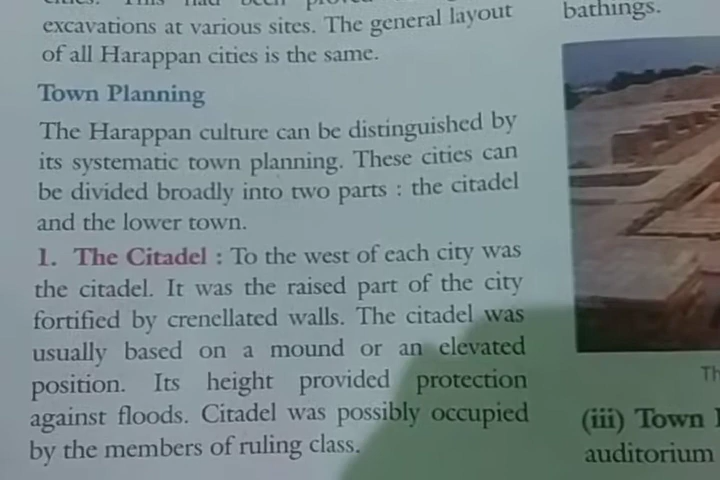 excavations at various sites. The general layout
of all Harappan cities is the same.
Town Planning
The Harappan culture can be distinguished by
its systematic town planning. These cities can
be divided broadly into two parts : the citadel
and the lower town.
1. The Citadel : To the west of each city was
the citadel. It was the raised part of the city
fortified by crenellated walls. The citadel was
usually based on a mound or an elevated
position. Its height provided protection
against floods. Citadel was possibly occupied
by the members of ruling class.
bathings.
(iii) Town
auditorium